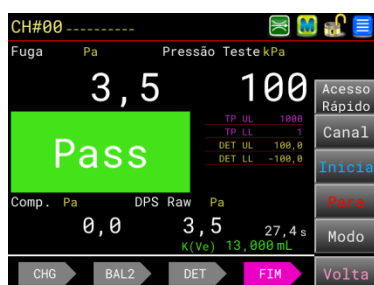 CH#00 ----------
M
Fuga Pa Pressão Teste kPa
3,5 100
Acesso
Rápido
TP UL 1000
TP LL 1
DET UL 100,0
DET LL -100,0
Canal
Pass
Inicia
Comp. Pa DPS Raw Pa
Para
0,0 3,5 27,4 s
K(Ve) 13,000 mL
Modo
CHG BAL2 DET FIM Volta